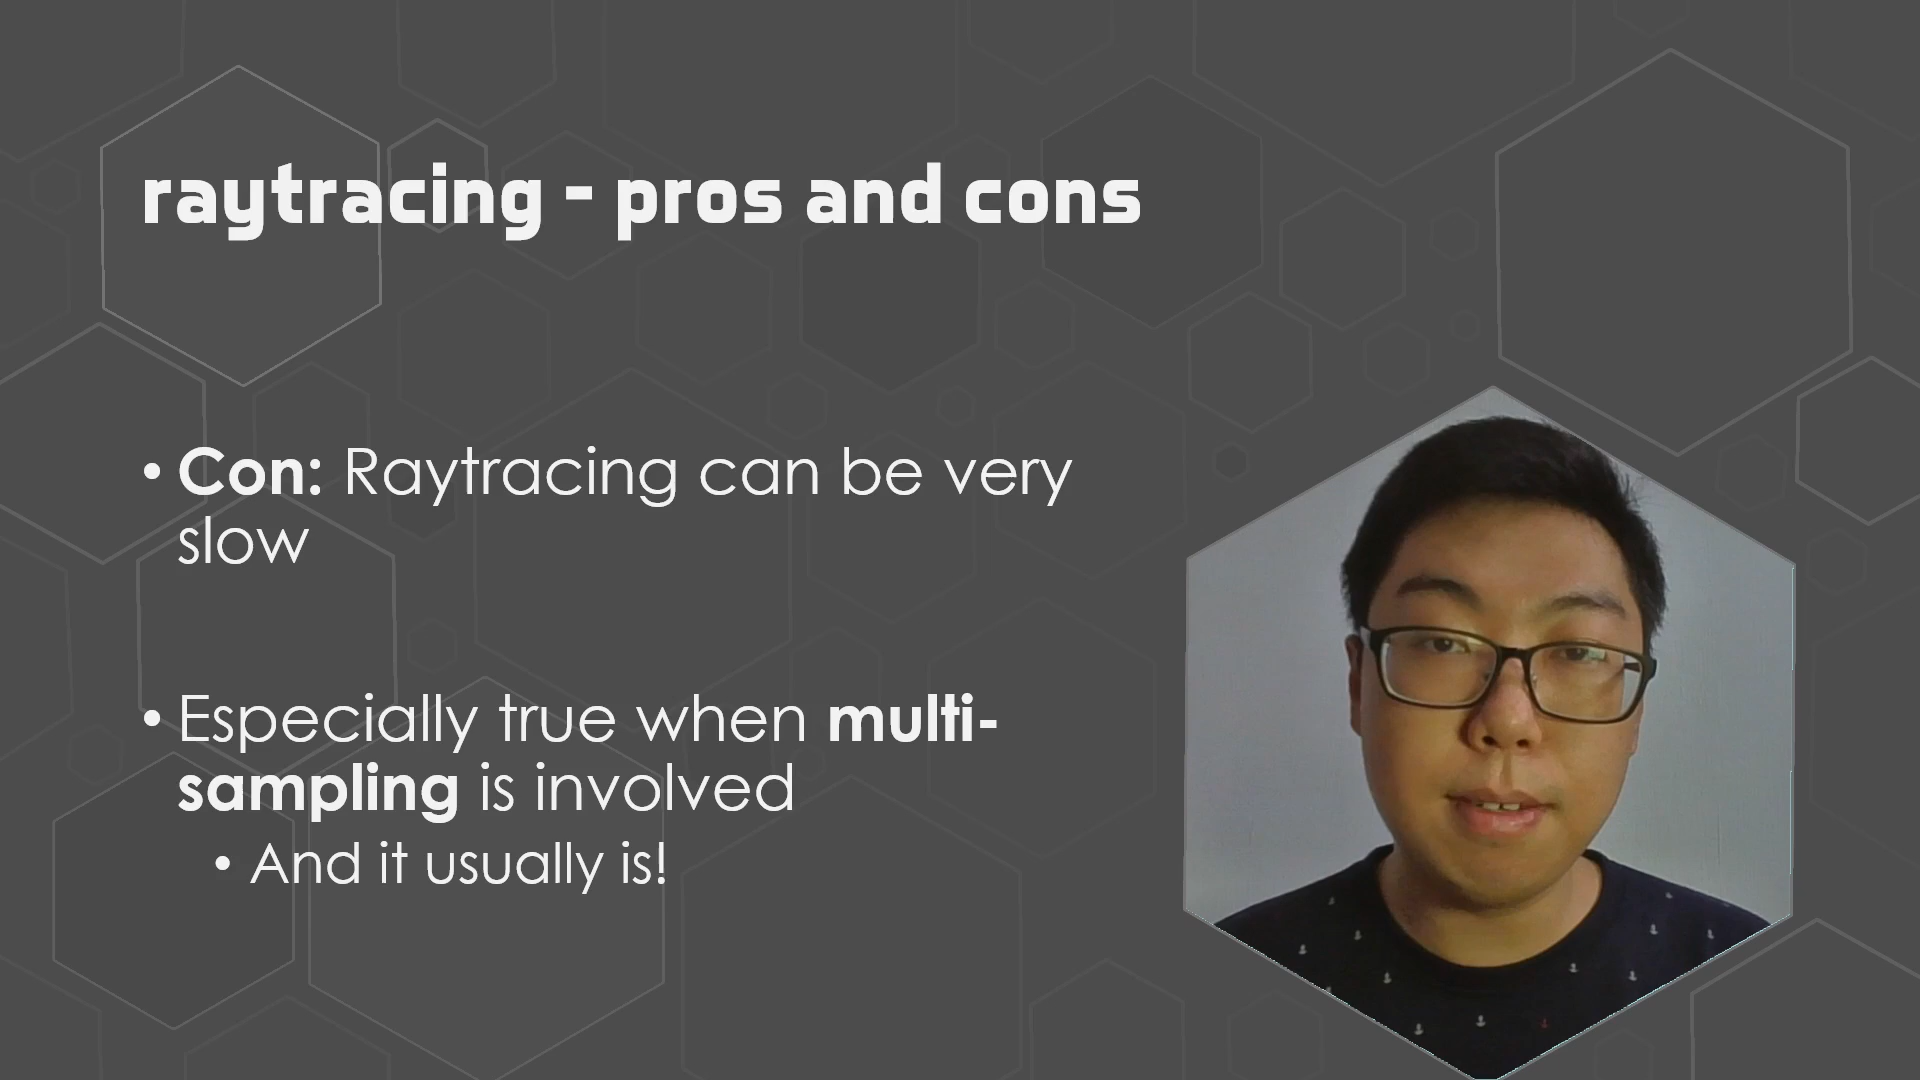 raytracing - pros and cons
• Con: Raytracing can be very
slow
• Especially true when multi-
sampling is involved
• And it usually is!